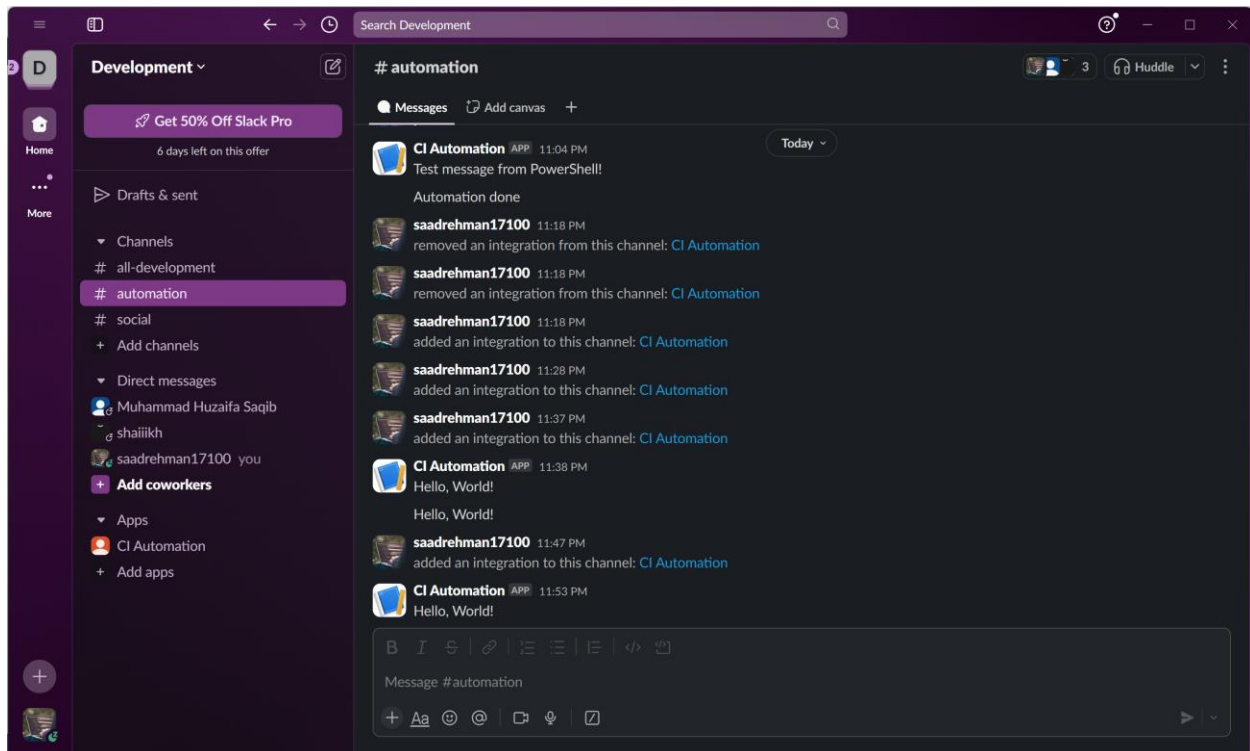 Search Development
2
D
Home
More
Development
Get 50% Off Slack Pro
6 days left on this offer
Drafts & sent
Channels
# all-development
# automation
# social
+ Add channels
Direct messages
Muhammad Huzaifa Saqib
shaiiikh
saadrehman17100 you
+ Add coworkers
Apps
CI Automation
+ Add apps
# automation
3
Huddle
Messages
Add canvas
+
Today
CI Automation APP 11:04 PM
Test message from PowerShell!
Automation done
saadrehman17100 11:18 PM
removed an integration from this channel: CI Automation
saadrehman17100 11:18 PM
removed an integration from this channel: CI Automation
saadrehman17100 11:18 PM
added an integration to this channel: CI Automation
saadrehman17100 11:28 PM
added an integration to this channel: CI Automation
saadrehman17100 11:37 PM
added an integration to this channel: CI Automation
CI Automation APP 11:38 PM
Hello, World!
Hello, World!
saadrehman17100 11:47 PM
added an integration to this channel: CI Automation
CI Automation APP 11:53 PM
Hello, World!
B I S
Message #automation
+ Aa @